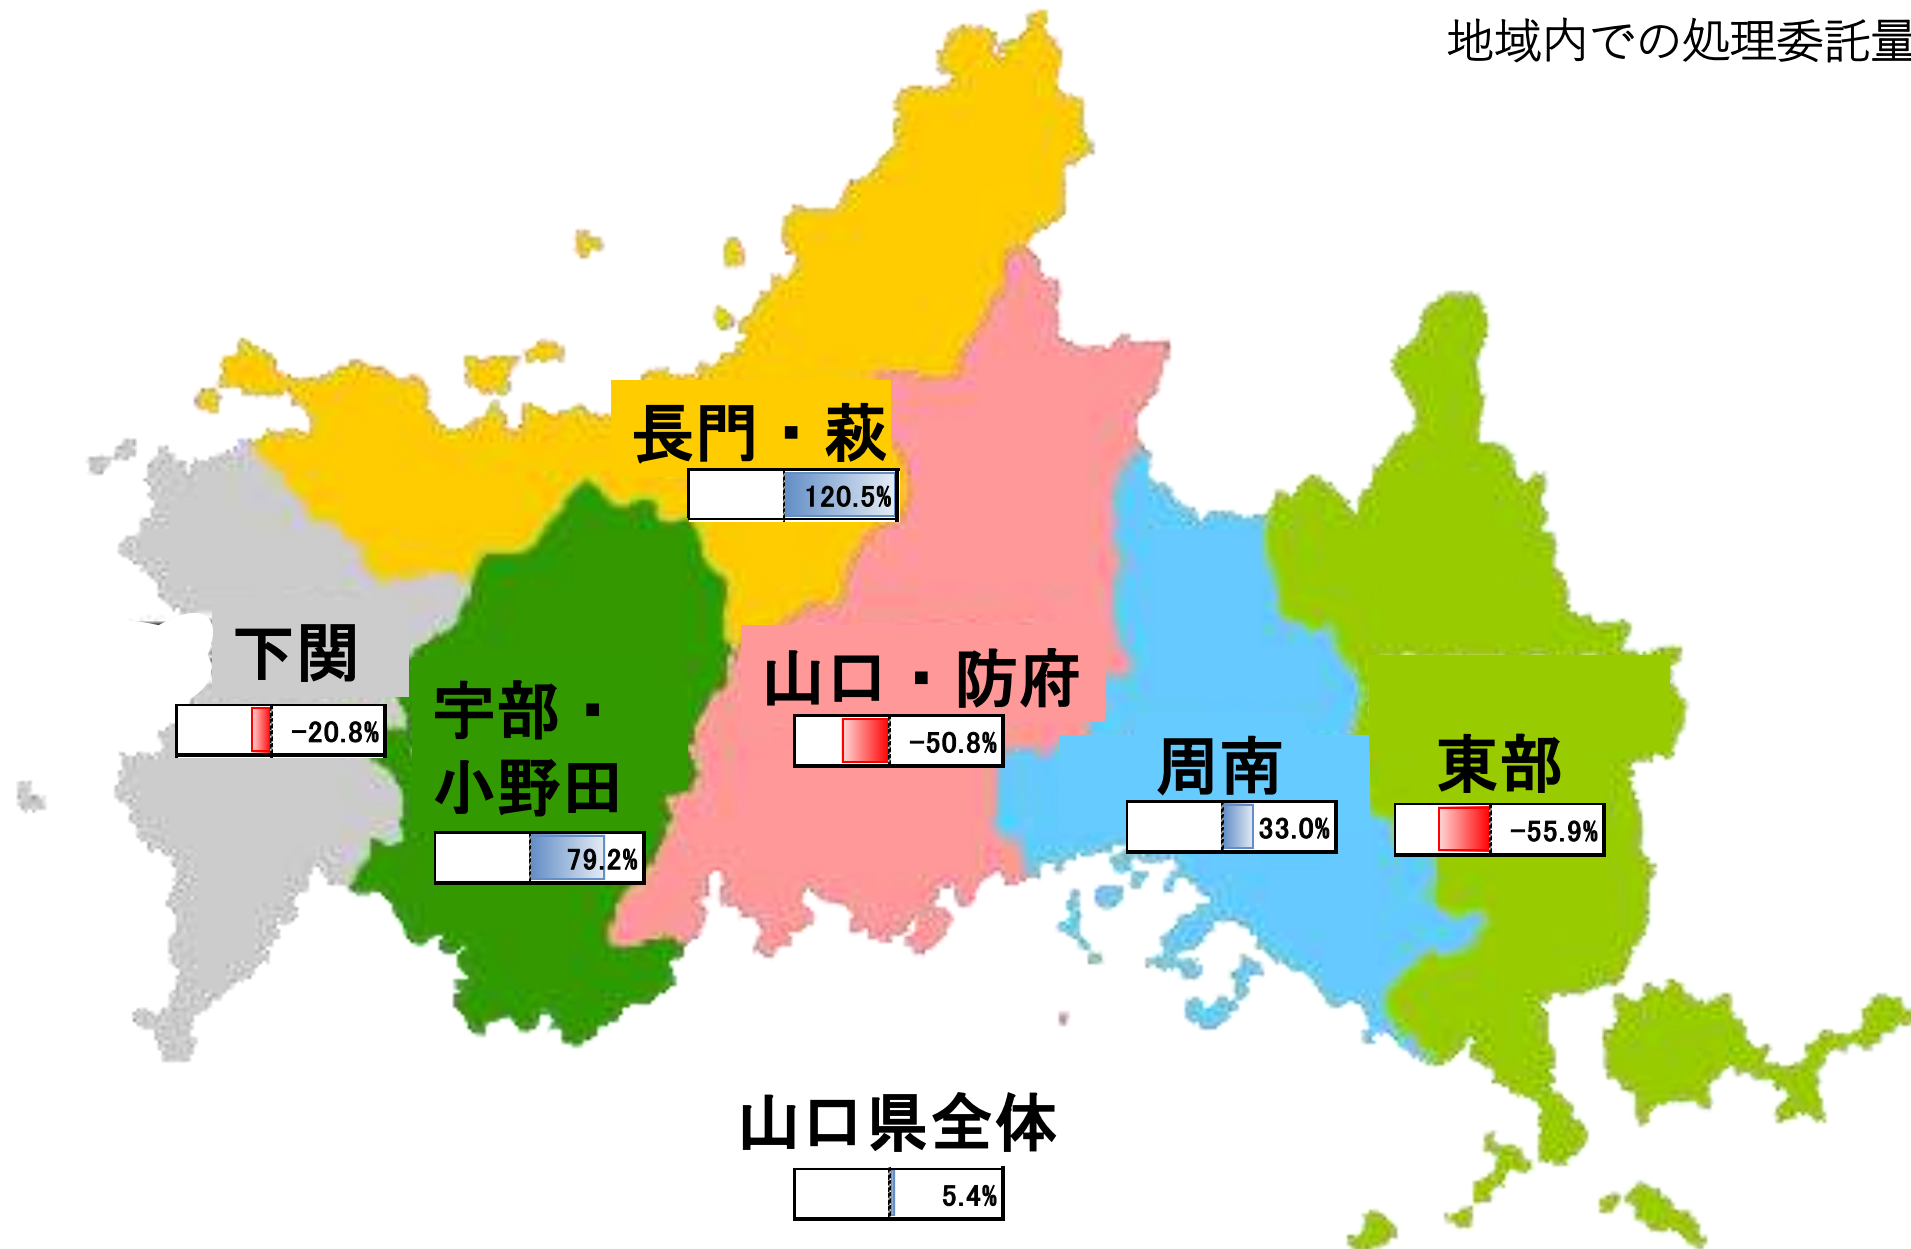 地域内での処理委託量
長門・萩
120.5%
下関
-20.8%
宇部・
小野田
79.2%
山口・防府
-50.8%
周南
33.0%
東部
-55.9%
山口県全体
5.4%